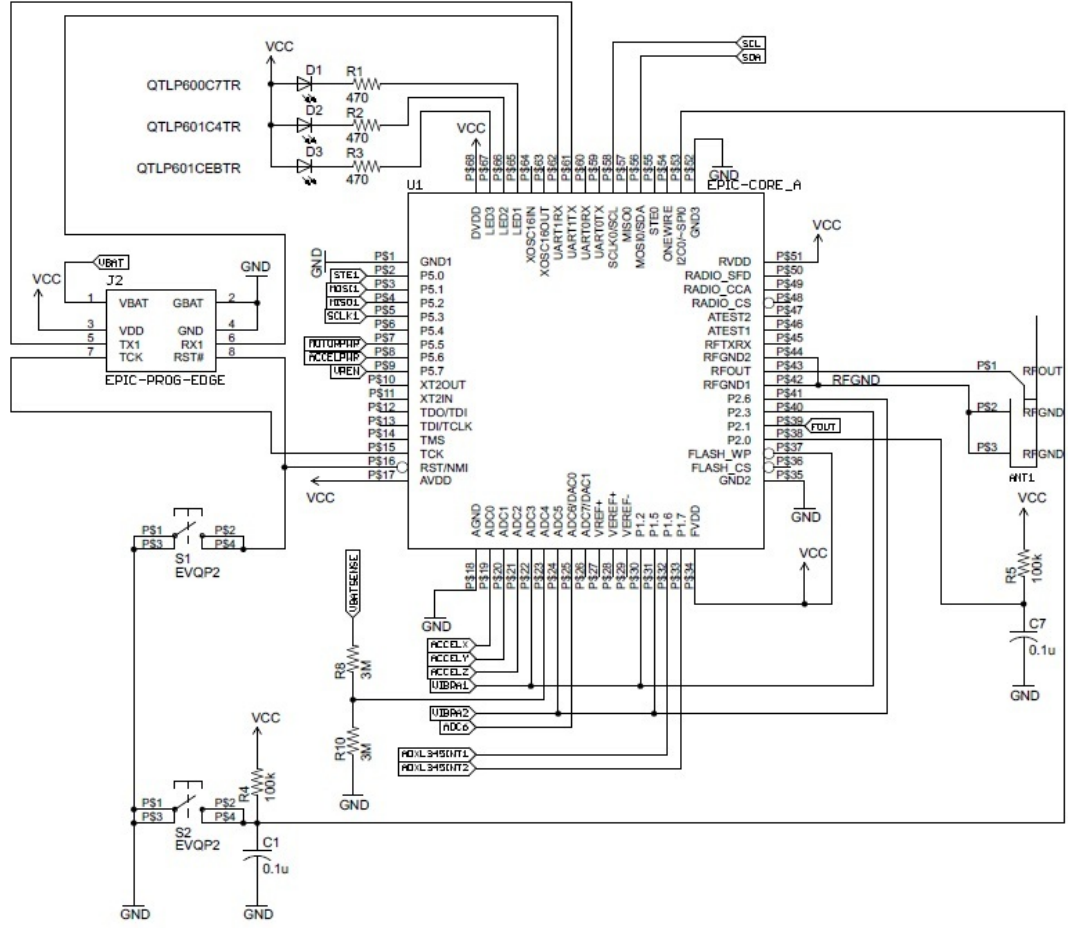 SCL
SDA
VCC
QTLP600C7TR
D1
R1
470
QTLP601C4TR
D2
R2
470
QTLP601CEBTR
D3
R3
470
VCC
GND
P$68
P$67
P$66
P$65
P$64
P$63
P$62
P$61
P$60
P$59
P$58
P$57
P$56
P$55
P$54
P$53
P$52
U1
EPIC-CORE_A
DVDD
LED3
LED2
LED1
XOSC16IN
XOSC16OUT
UART1RX
UART1TX
UART0RX
UART0TX
SCLK0/SCL
MISO0
MOSI0/SDA
STE0
ONEWIRE
I2C0/~SPI0
GND3
GND
P$1 GND1
STE1 P$2 P5.0
MOSI1 P$3 P5.1
MISO1 P$4 P5.2
SCLK1 P$5 P5.3
P$6 P5.4
MOTORPWR P$7 P5.5
ACCELPWR P$8 P5.6
VREN P$9 P5.7
P$10 XT2OUT
P$11 XT2IN
P$12 TDO/TDI
P$13 TDI/TCLK
P$14 TMS
P$15 TCK
P$16 RST/NMI
P$17 AVDD
VCC
VCC
RVDD P$51
RADIO_SFD P$50
RADIO_CCA P$49
RADIO_CS P$48
ATEST2 P$47
ATEST1 P$46
RFTXRX P$45
RFGND2 P$44
RFOUT P$43
RFGND1 P$42 RFGND
P2.6 P$41
P2.3 P$40
P2.1 P$39 FOUT
P2.0 P$38
FLASH_WP P$37
FLASH_CS P$36
GND2 P$35
GND
P$1 RFOUT
P$2 RFGND
P$3 RFGND
ANT1
VBAT
J2
VCC
GND
1 VBAT GBAT 2
3 VDD GND 4
5 TX1 RX1 6
7 TCK RST# 8
EPIC-PROG-EDGE
AGND
ADC0
ADC1
ADC2
ADC3
ADC4
ADC5
ADC6/DAC0
ADC7/DAC1
VREF+
VEREF+
VEREF-
P1.2
P1.5
P1.6
P1.7
FVDD
P$18
P$19
P$20
P$21
P$22
P$23
P$24
P$25
P$26
P$27
P$28
P$29
P$30
P$31
P$32
P$33
P$34
VCC
GND
VCC
R5
100k
C7
0.1u
GND
P$1 P$2
P$3 P$4
S1
EVQP2
VBATSENSE
R8
3M
R10
3M
GND
ACCELX
ACCELY
ACCELZ
VIBRA1
VIBRA2
ADC6
ADXL345INT1
ADXL345INT2
VCC
R4
100k
P$1 P$2
P$3 P$4
S2
EVQP2
C1
0.1u
GND
GND